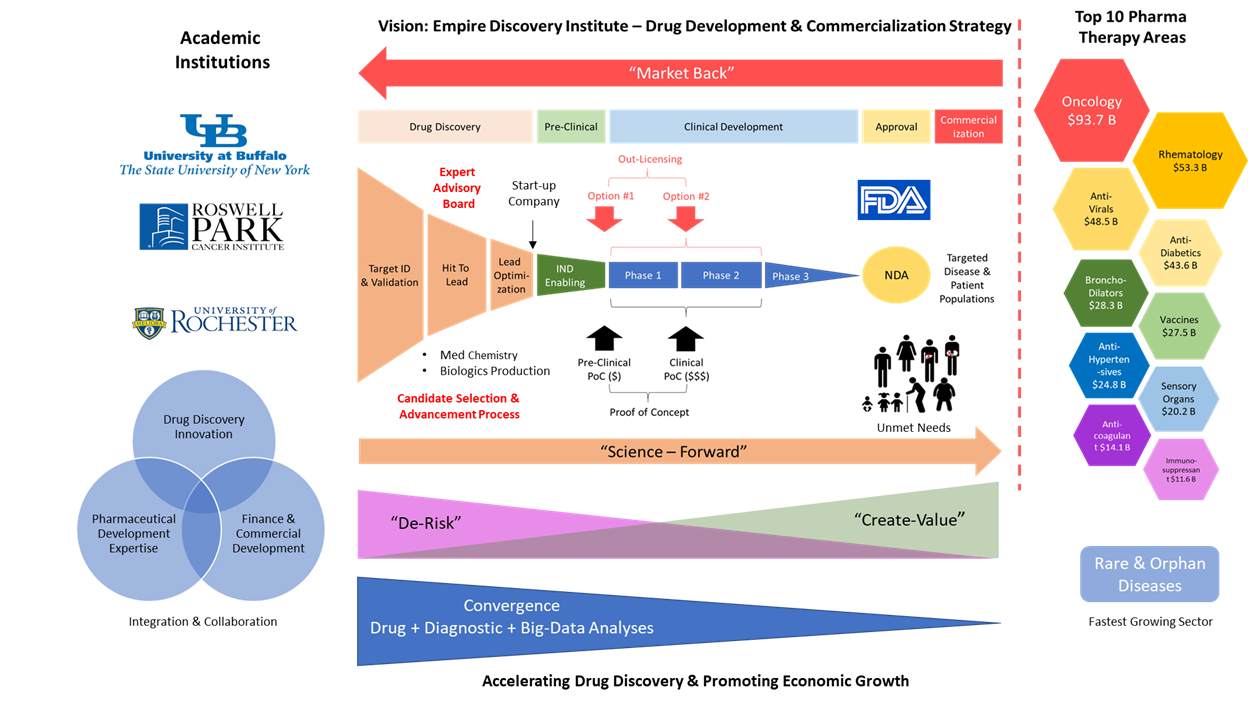 Academic
Institutions
University at Buffalo
The State University of New York
ROSWELL
PARK
CANCER INSTITUTE
UNIVERSITY of
ROCHESTER
MELIORA
Drug Discovery
Innovation
Pharmaceutical
Development
Expertise
Finance &
Commercial
Development
Integration & Collaboration
Vision: Empire Discovery Institute – Drug Development & Commercialization Strategy
“Market Back”
Drug Discovery
Pre-Clinical
Clinical Development
Approval
Commercial
ization
Expert
Advisory
Board
Start-up
Company
Out-Licensing
Option #1
Option #2
FDA
Target ID
& Validation
Hit To
Lead
Lead
Optimi-
zation
IND
Enabling
Phase 1
Phase 2
Phase 3
NDA
Targeted
Disease &
Patient
Populations
• Med Chemistry
• Biologics Production
Pre-Clinical
PoC ($)
Clinical
PoC ($$$)
Candidate Selection &
Advancement Process
Proof of Concept
Unmet Needs
“Science – Forward”
“De-Risk”
“Create-Value”
Convergence
Drug + Diagnostic + Big-Data Analyses
Accelerating Drug Discovery & Promoting Economic Growth
Top 10 Pharma
Therapy Areas
Oncology
$93.7 B
Rhematology
$53.3 B
Anti-
Virals
$48.5 B
Anti-
Diabetics
$43.6 B
Broncho-
Dilators
$28.3 B
Vaccines
$27.5 B
Anti-
Hyperten
-sives
$24.8 B
Sensory
Organs
$20.2 B
Anti-
coagulan
t $14.1 B
Immuno-
suppressan
t $11.6 B
Rare & Orphan
Diseases
Fastest Growing Sector